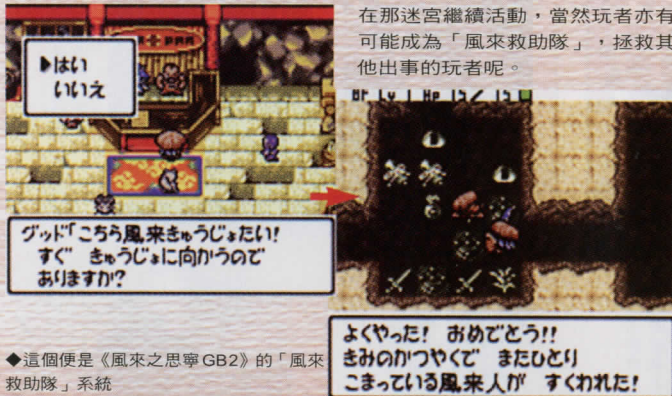 在那迷宮繼續活動，當然玩者亦有
可能成為「風來救助隊」，拯救其
他出事的玩者呢。
▶はい
いいえ
グッド「こちら風来きゅうじょたい!
すぐ きゅうじょに向かうので
ありますか?
◆這個便是《風來之思寧GB2》的「風來
救助隊」系統
BF Lv 1 Hp 15/ 15
よくやった! おめでとう!!
きみのかつやくで またひとり
こまっている風来人が すくわれた!